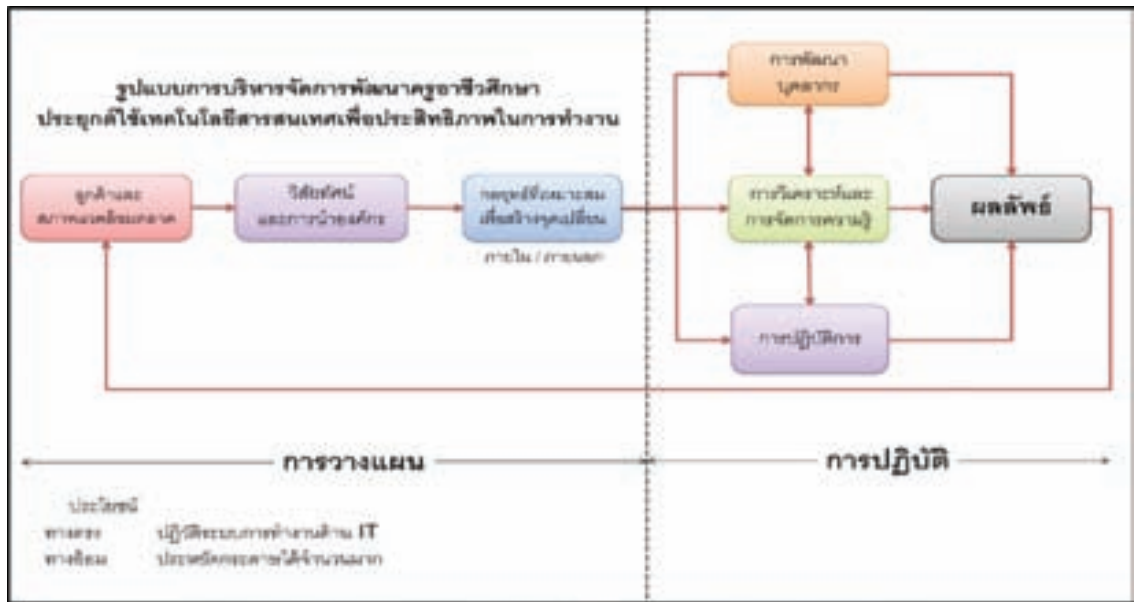 รูปแบบการบริหารจัดการพัฒนาครูอาชีวศึกษา
ประยุกต์ใช้เทคโนโลยีสารสนเทศเพื่อประสิทธิภาพในการทำงาน
ลูกค้าและ
สภาพแวดล้อมตลาด
วิสัยทัศน์
และการนำองค์กร
กลยุทธ์ที่เหมาะสม
เพื่อสร้างจุดเปลี่ยน
ภายใน / ภายนอก
การพัฒนา
บุคลากร
การวิเคราะห์และ
การจัดการความรู้
การปฏิบัติการ
ผลลัพธ์
การวางแผน
การปฏิบัติ
ประโยชน์
ทางตรง ปฏิวัติระบบการทำงานด้าน IT
ทางอ้อม ประหยัดกระดาษได้จำนวนมาก